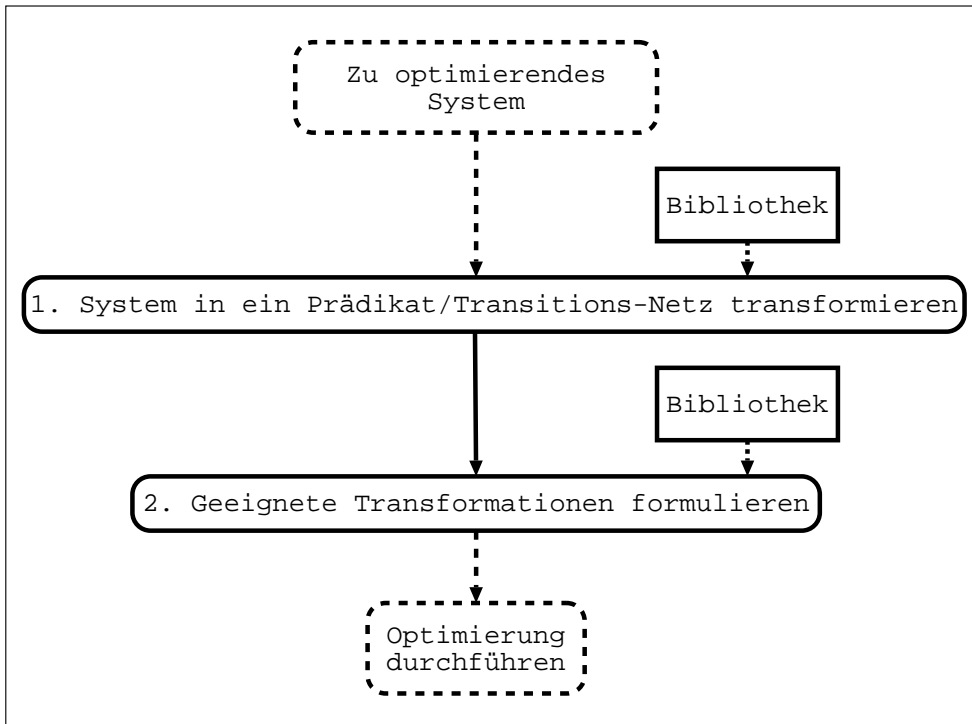 Zu optimierendes
System
Bibliothek
1. System in ein Prädikat/Transitions-Netz transformieren
Bibliothek
2. Geeignete Transformationen formulieren
Optimierung
durchführen